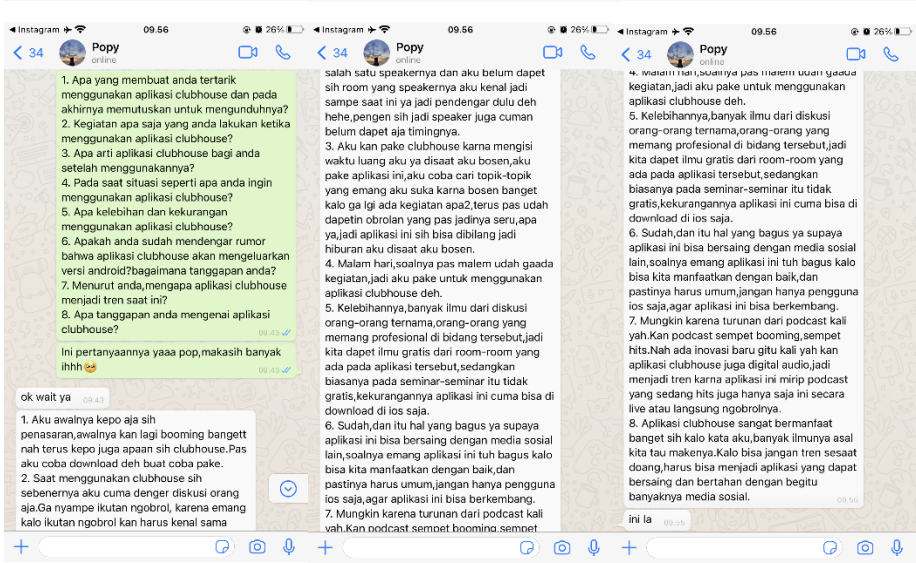 Instagram
09.56
26%
34
Popy
online
1. Apa yang membuat anda tertarik
menggunakan aplikasi clubhouse dan pada
akhirnya memutuskan untuk mengunduhnya?
2. Kegiatan apa saja yang anda lakukan ketika
menggunakan aplikasi clubhouse?
3. Apa arti aplikasi clubhouse bagi anda
setelah menggunakannya?
4. Pada saat situasi seperti apa anda ingin
menggunakan aplikasi clubhouse?
5. Apa kelebihan dan kekurangan
menggunakan aplikasi clubhouse?
6. Apakah anda sudah mendengar rumor
bahwa aplikasi clubhouse akan mengeluarkan
versi android?bagaimana tanggapan anda?
7. Menurut anda,mengapa aplikasi clubhouse
menjadi tren saat ini?
8. Apa tanggapan anda mengenai aplikasi
clubhouse?
09.43
Ini pertanyaannya yaaa pop,makasih banyak
ihhh🥺
09.43
ok wait ya
09.43
1. Aku awalnya kepo aja sih
penasaran,awalnya kan lagi booming bangett
nah terus kepo juga apaan sih clubhouse.Pas
aku coba download deh buat coba pake.
2. Saat menggunakan clubhouse sih
sebenernya aku cuma denger diskusi orang
aja.Ga nyampe ikutan ngobrol, karena emang
kalo ikutan ngobrol kan harus kenal sama
Instagram
09.56
26%
34
Popy
online
salah satu speakernya dan aku belum dapet
sih room yang speakernya aku kenal jadi
sampe saat ini ya jadi pendengar dulu deh
hehe,pengen sih jadi speaker juga cuman
belum dapet aja timingnya.
3. Aku kan pake clubhouse karna mengisi
waktu luang aku ya disaat aku bosen,aku
pake aplikasi ini,aku coba cari topik-topik
yang emang aku suka karna bosen banget
kalo ga lgi ada kegiatan apa2,terus pas udah
dapetin obrolan yang pas jadinya seru,apa
ya,jadi aplikasi ini sih bisa dibilang jadi
hiburan aku disaat aku bosen.
4. Malam hari,soalnya pas malem udah gaada
kegiatan,jadi aku pake untuk menggunakan
aplikasi clubhouse deh.
5. Kelebihannya,banyak ilmu dari diskusi
orang-orang ternama,orang-orang yang
memang profesional di bidang tersebut,jadi
kita dapet ilmu gratis dari room-room yang
ada pada aplikasi tersebut,sedangkan
biasanya pada seminar-seminar itu tidak
gratis,kekurangannya aplikasi ini cuma bisa di
download di ios saja.
6. Sudah,dan itu hal yang bagus ya supaya
aplikasi ini bisa bersaing dengan media sosial
lain,soalnya emang aplikasi ini tuh bagus kalo
bisa kita manfaatkan dengan baik,dan
pastinya harus umum,jangan hanya pengguna
ios saja,agar aplikasi ini bisa berkembang.
7. Mungkin karena turunan dari podcast kali
yah.Kan podcast sempet booming,sempet
Instagram
09.56
26%
34
Popy
online
4. Malam hari,soalnya pas malem udah gaada
kegiatan,jadi aku pake untuk menggunakan
aplikasi clubhouse deh.
5. Kelebihannya,banyak ilmu dari diskusi
orang-orang ternama,orang-orang yang
memang profesional di bidang tersebut,jadi
kita dapet ilmu gratis dari room-room yang
ada pada aplikasi tersebut,sedangkan
biasanya pada seminar-seminar itu tidak
gratis,kekurangannya aplikasi ini cuma bisa di
download di ios saja.
6. Sudah,dan itu hal yang bagus ya supaya
aplikasi ini bisa bersaing dengan media sosial
lain,soalnya emang aplikasi ini tuh bagus kalo
bisa kita manfaatkan dengan baik,dan
pastinya harus umum,jangan hanya pengguna
ios saja,agar aplikasi ini bisa berkembang.
7. Mungkin karena turunan dari podcast kali
yah.Kan podcast sempet booming,sempet
hits.Nah ada inovasi baru gitu kali yah kan
aplikasi clubhouse juga digital audio,jadi
menjadi tren karna aplikasi ini mirip podcast
yang sedang hits juga hanya saja ini secara
live atau langsung ngobrolnya.
8. Aplikasi clubhouse sangat bermanfaat
banget sih kalo kata aku,banyak ilmunya asal
kita tau makenya.Kalo bisa jangan tren sesaat
doang,harus bisa menjadi aplikasi yang dapat
bersaing dan bertahan dengan begitu
banyaknya media sosial.
09.56
ini la
09.56